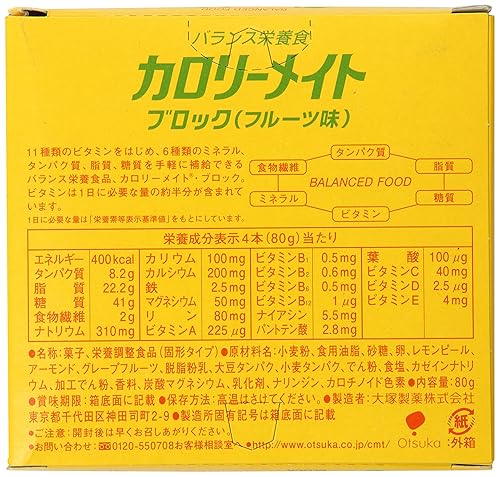 バランス栄養食
カロリーメイト
ブロック(フルーツ味)
11種類のビタミンをはじめ、6種類のミネラル、
タンパク質、脂質、糖質を手軽に補給できる
バランス栄養食品、カロリーメイト®・ブロック。
ビタミンは1日に必要な量の約半分が含まれて
います。
1日に必要な量は「栄養素等表示基準値」をもとにしています。
タンパク質
食物繊維 脂質
BALANCED FOOD
ミネラル 糖質
ビタミン
栄養成分表示4本(80g)当たり
エネルギー 400kcal カリウム 100mg ビタミンB₁ 0.5mg 葉酸 100μg
タンパク質 8.2g カルシウム 200mg ビタミンB₂ 0.6mg ビタミンC 40mg
脂質 22.2g 鉄 2.5mg ビタミンB₆ 0.5mg ビタミンD 2.5μg
糖質 41g マグネシウム 50mg ビタミンB₁₂ 1μg ビタミンE 4mg
食物繊維 2g リン 80mg ナイアシン 5.5mg
ナトリウム 310mg ビタミンA 225μg パントテン酸 2.8mg
●名称:菓子、栄養調整食品(固形タイプ)●原材料名:小麦粉、食用油脂、砂糖、卵、レモンピール、
アーモンド、グレープフルーツ、脱脂粉乳、大豆タンパク、小麦タンパク、でん粉、食塩、カゼインナトリ
ウム、加工でん粉、香料、炭酸マグネシウム、乳化剤、ナリンジン、カロチノイド色素●内容量:80g
●賞味期限:箱底面に記載●保存方法:高温はさけてください。●製造者:大塚製薬株式会社
東京都千代田区神田司町2-9 ●製造所固有記号は箱底面に記載
●ご注意:開封後は早くお召しあがりください。
●お問い合わせ:0120-550708お客様相談室へ●http://www.otsuka.co.jp/cmt/
Otsuka
紙
:外箱